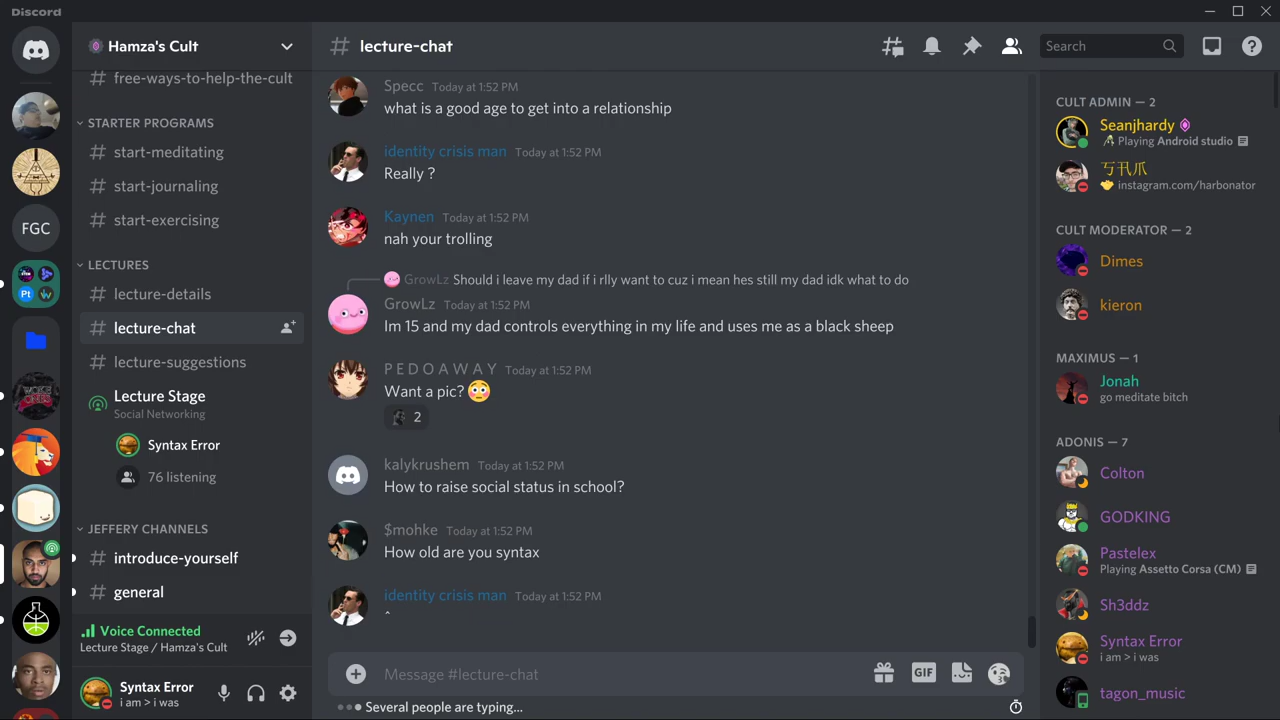 Discord
Hamza's Cult
free-ways-to-help-the-cult
STARTER PROGRAMS
# start-meditating
# start-journaling
# start-exercising
FGC
LECTURES
# lecture-details
# lecture-chat
# lecture-suggestions
Lecture Stage
Social Networking
Syntax Error
76 listening
JEFFERY CHANNELS
# introduce-yourself
# general
Voice Connected
Lecture Stage / Hamza's Cult
Syntax Error
i am > i was
# lecture-chat
Search
Specc Today at 1:52 PM
what is a good age to get into a relationship
identity crisis man Today at 1:52 PM
Really ?
Kaynen Today at 1:52 PM
nah your trolling
GrowLz Should i leave my dad if i rlly want to cuz i mean hes still my dad idk what to do
GrowLz Today at 1:52 PM
Im 15 and my dad controls everything in my life and uses me as a black sheep
P E D O A W A Y Today at 1:52 PM
Want a pic? 😳
2
kalykrushem Today at 1:52 PM
How to raise social status in school?
$mohke Today at 1:52 PM
How old are you syntax
identity crisis man Today at 1:52 PM
^
Message #lecture-chat
GIF
Several people are typing...
CULT ADMIN — 2
Seanjhardy
Playing Android studio
instagram.com/harbonator
CULT MODERATOR — 2
Dimes
kieron
MAXIMUS — 1
Jonah
go meditate bitch
ADONIS — 7
Colton
GODKING
Pastelex
Playing Assetto Corsa (CM)
Sh3ddz
Syntax Error
i am > i was
tagon_music